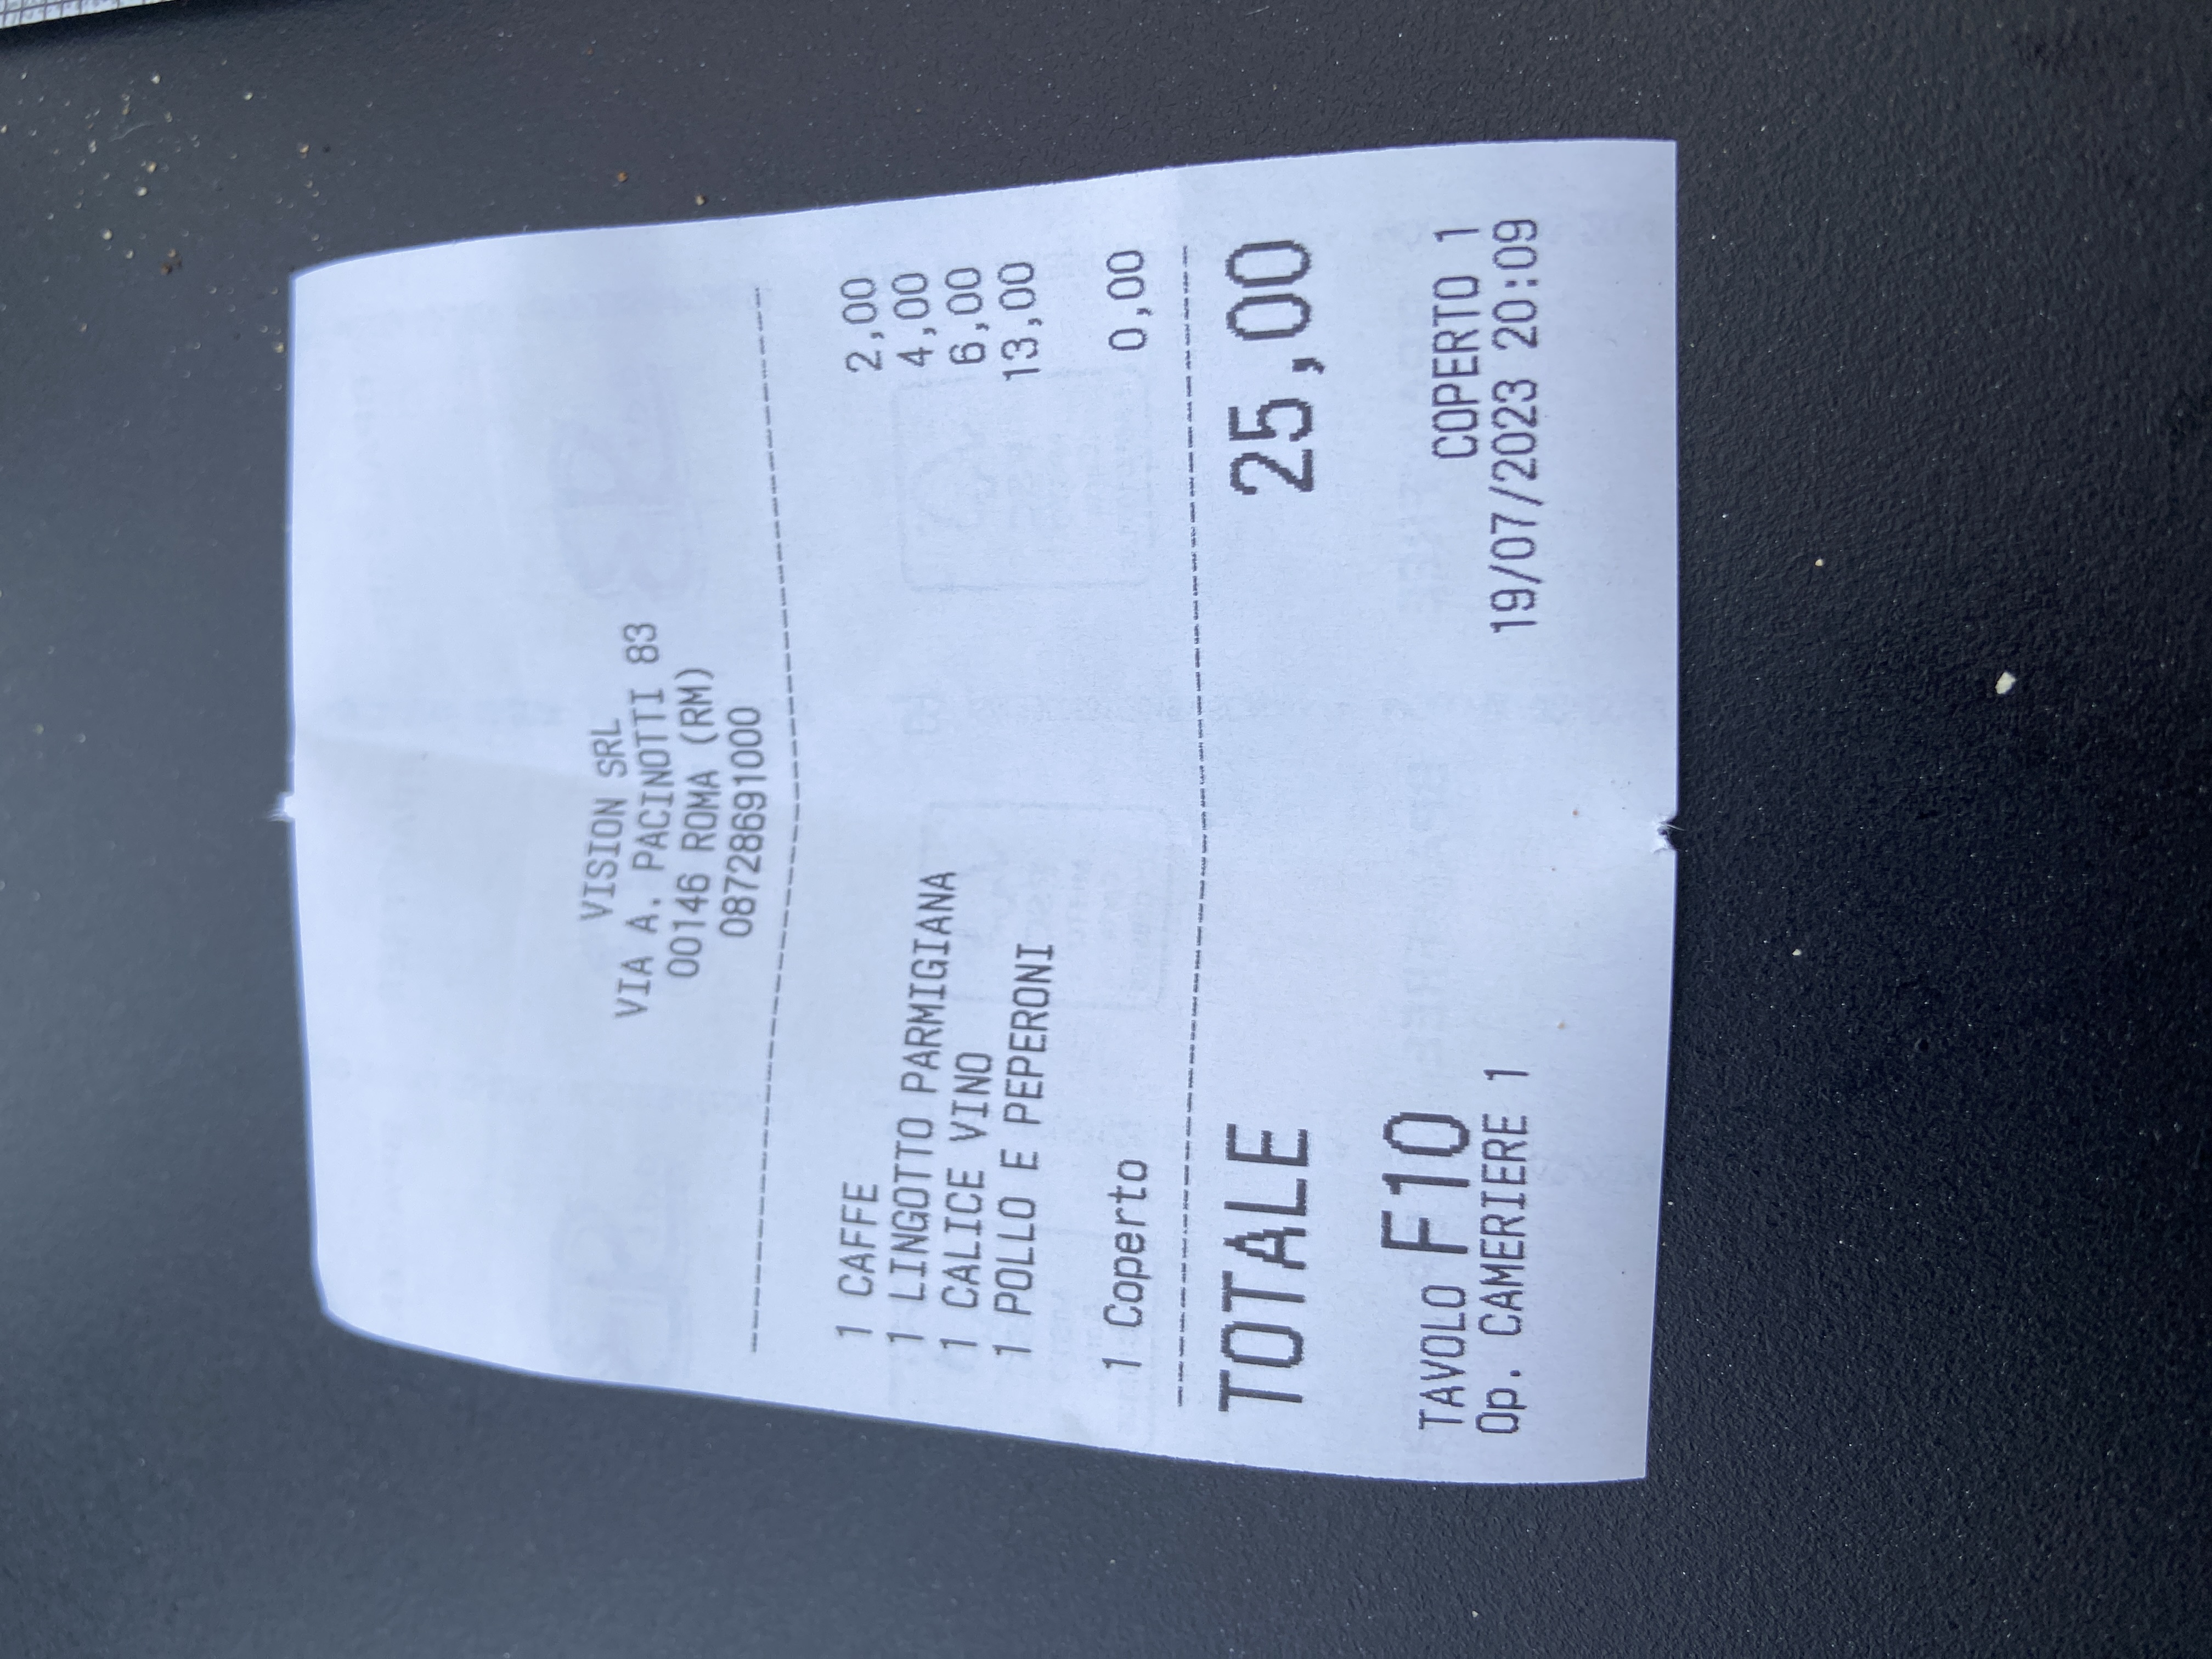 VISION SRL
VIA A. PACINOTTI 83
00146 ROMA (RM)
08728691000
1 CAFFE 2,00
1 LINGOTTO PARMIGIANA 4,00
1 CALICE VINO 6,00
1 POLLO E PEPERONI 13,00
1 Coperto 0,00
TOTALE 25,00
TAVOLO F10 COPERTO 1
Op. CAMERIERE 1 19/07/2023 20:09